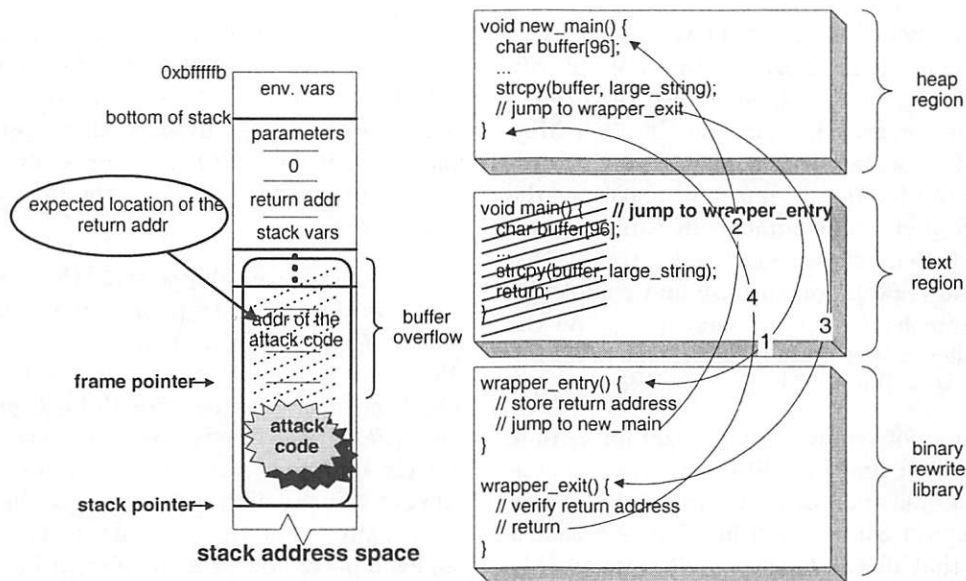 0xbfffffb
env. vars
bottom of stack
parameters
0
return addr
stack vars
expected location of the
return addr
addr of the
attack code
buffer
overflow
frame pointer
attack
code
stack pointer
stack address space
void new_main() {
char buffer[96];
...
strcpy(buffer, large_string);
// jump to wrapper_exit
}
heap
region
void main() { // jump to wrapper_entry
char buffer[96];
...
strcpy(buffer, large_string);
return;
}
text
region
2
4
3
1
wrapper_entry() {
// store return address
// jump to new_main
}
wrapper_exit() {
// verify return address
// return
}
binary
rewrite
library